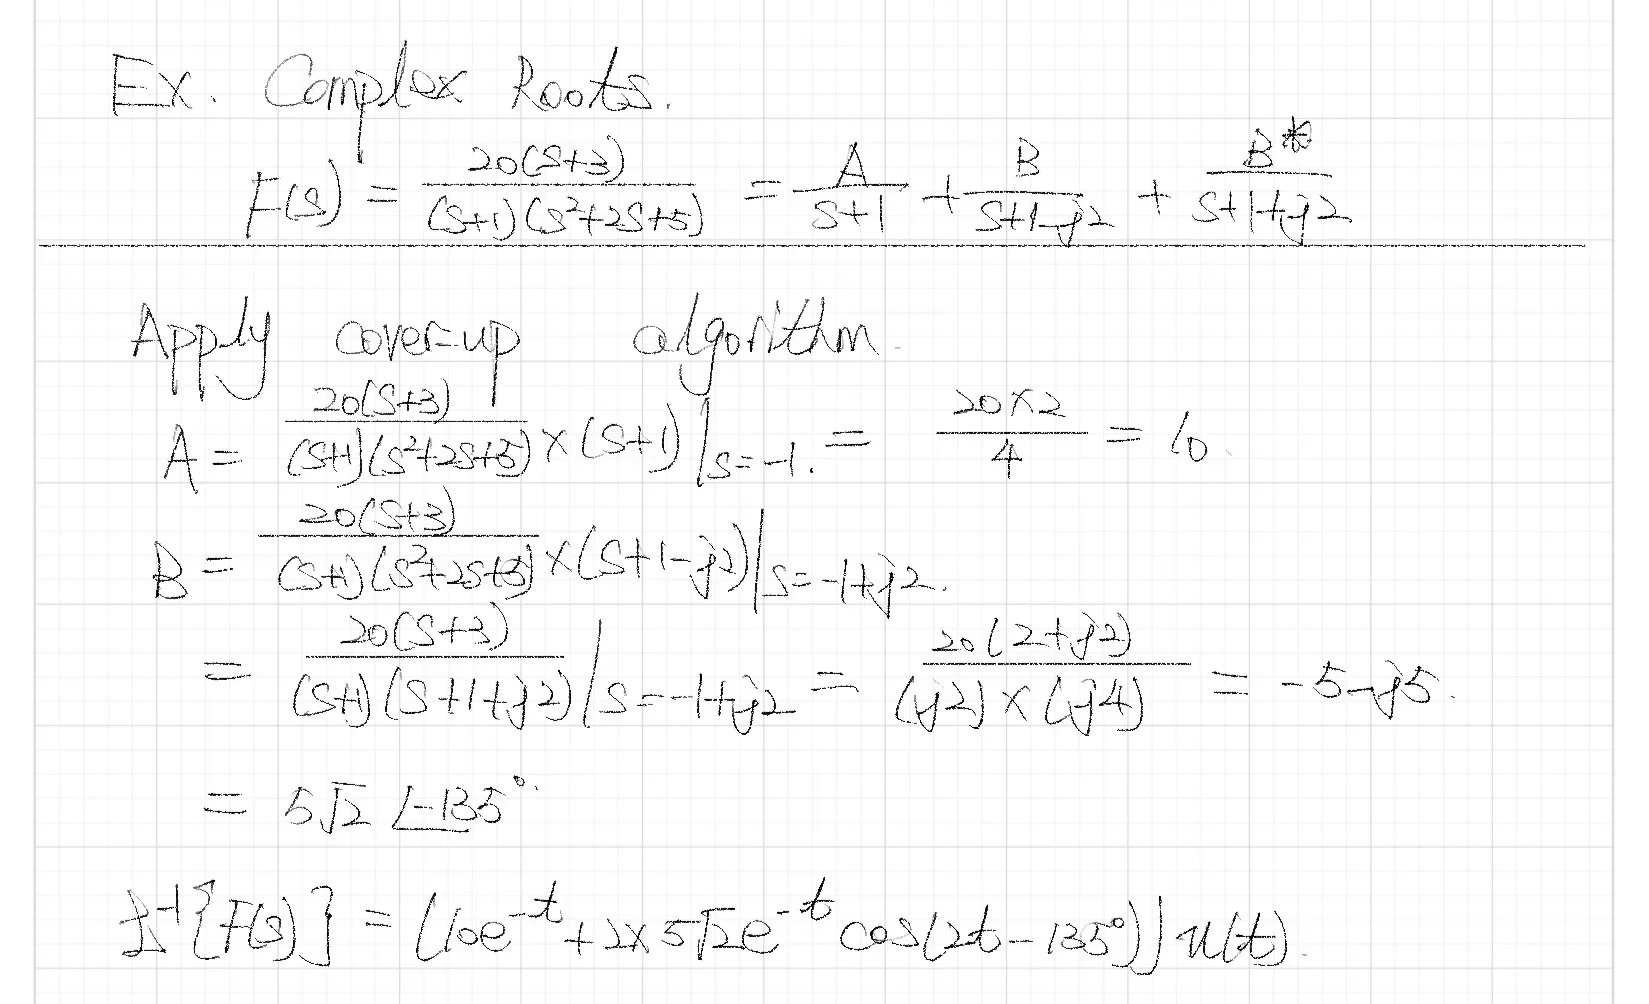 Ex. Complex Roots.
F(s) = 20(s+3) / (s+1)(s²+2s+5) = A / s+1 + B / s+1-j2 + B* / s+1+j2
Apply cover-up algorithm.
A = 20(s+3) / (s+1)(s²+2s+5) × (s+1) |s=-1. = 20×2 / 4 = 10.
B = 20(s+3) / (s+1)(s²+2s+5) × (s+1-j2) |s=-1+j2.
= 20(s+3) / (s+1)(s+1+j2) |s=-1+j2 = 20(2+j2) / (j2)×(j4) = -5-j5.
= 5√2 ∠-135°.
ℒ⁻¹{F(s)} = (10e^-t + 2×5√2e^-t cos(2t-135°)) u(t).